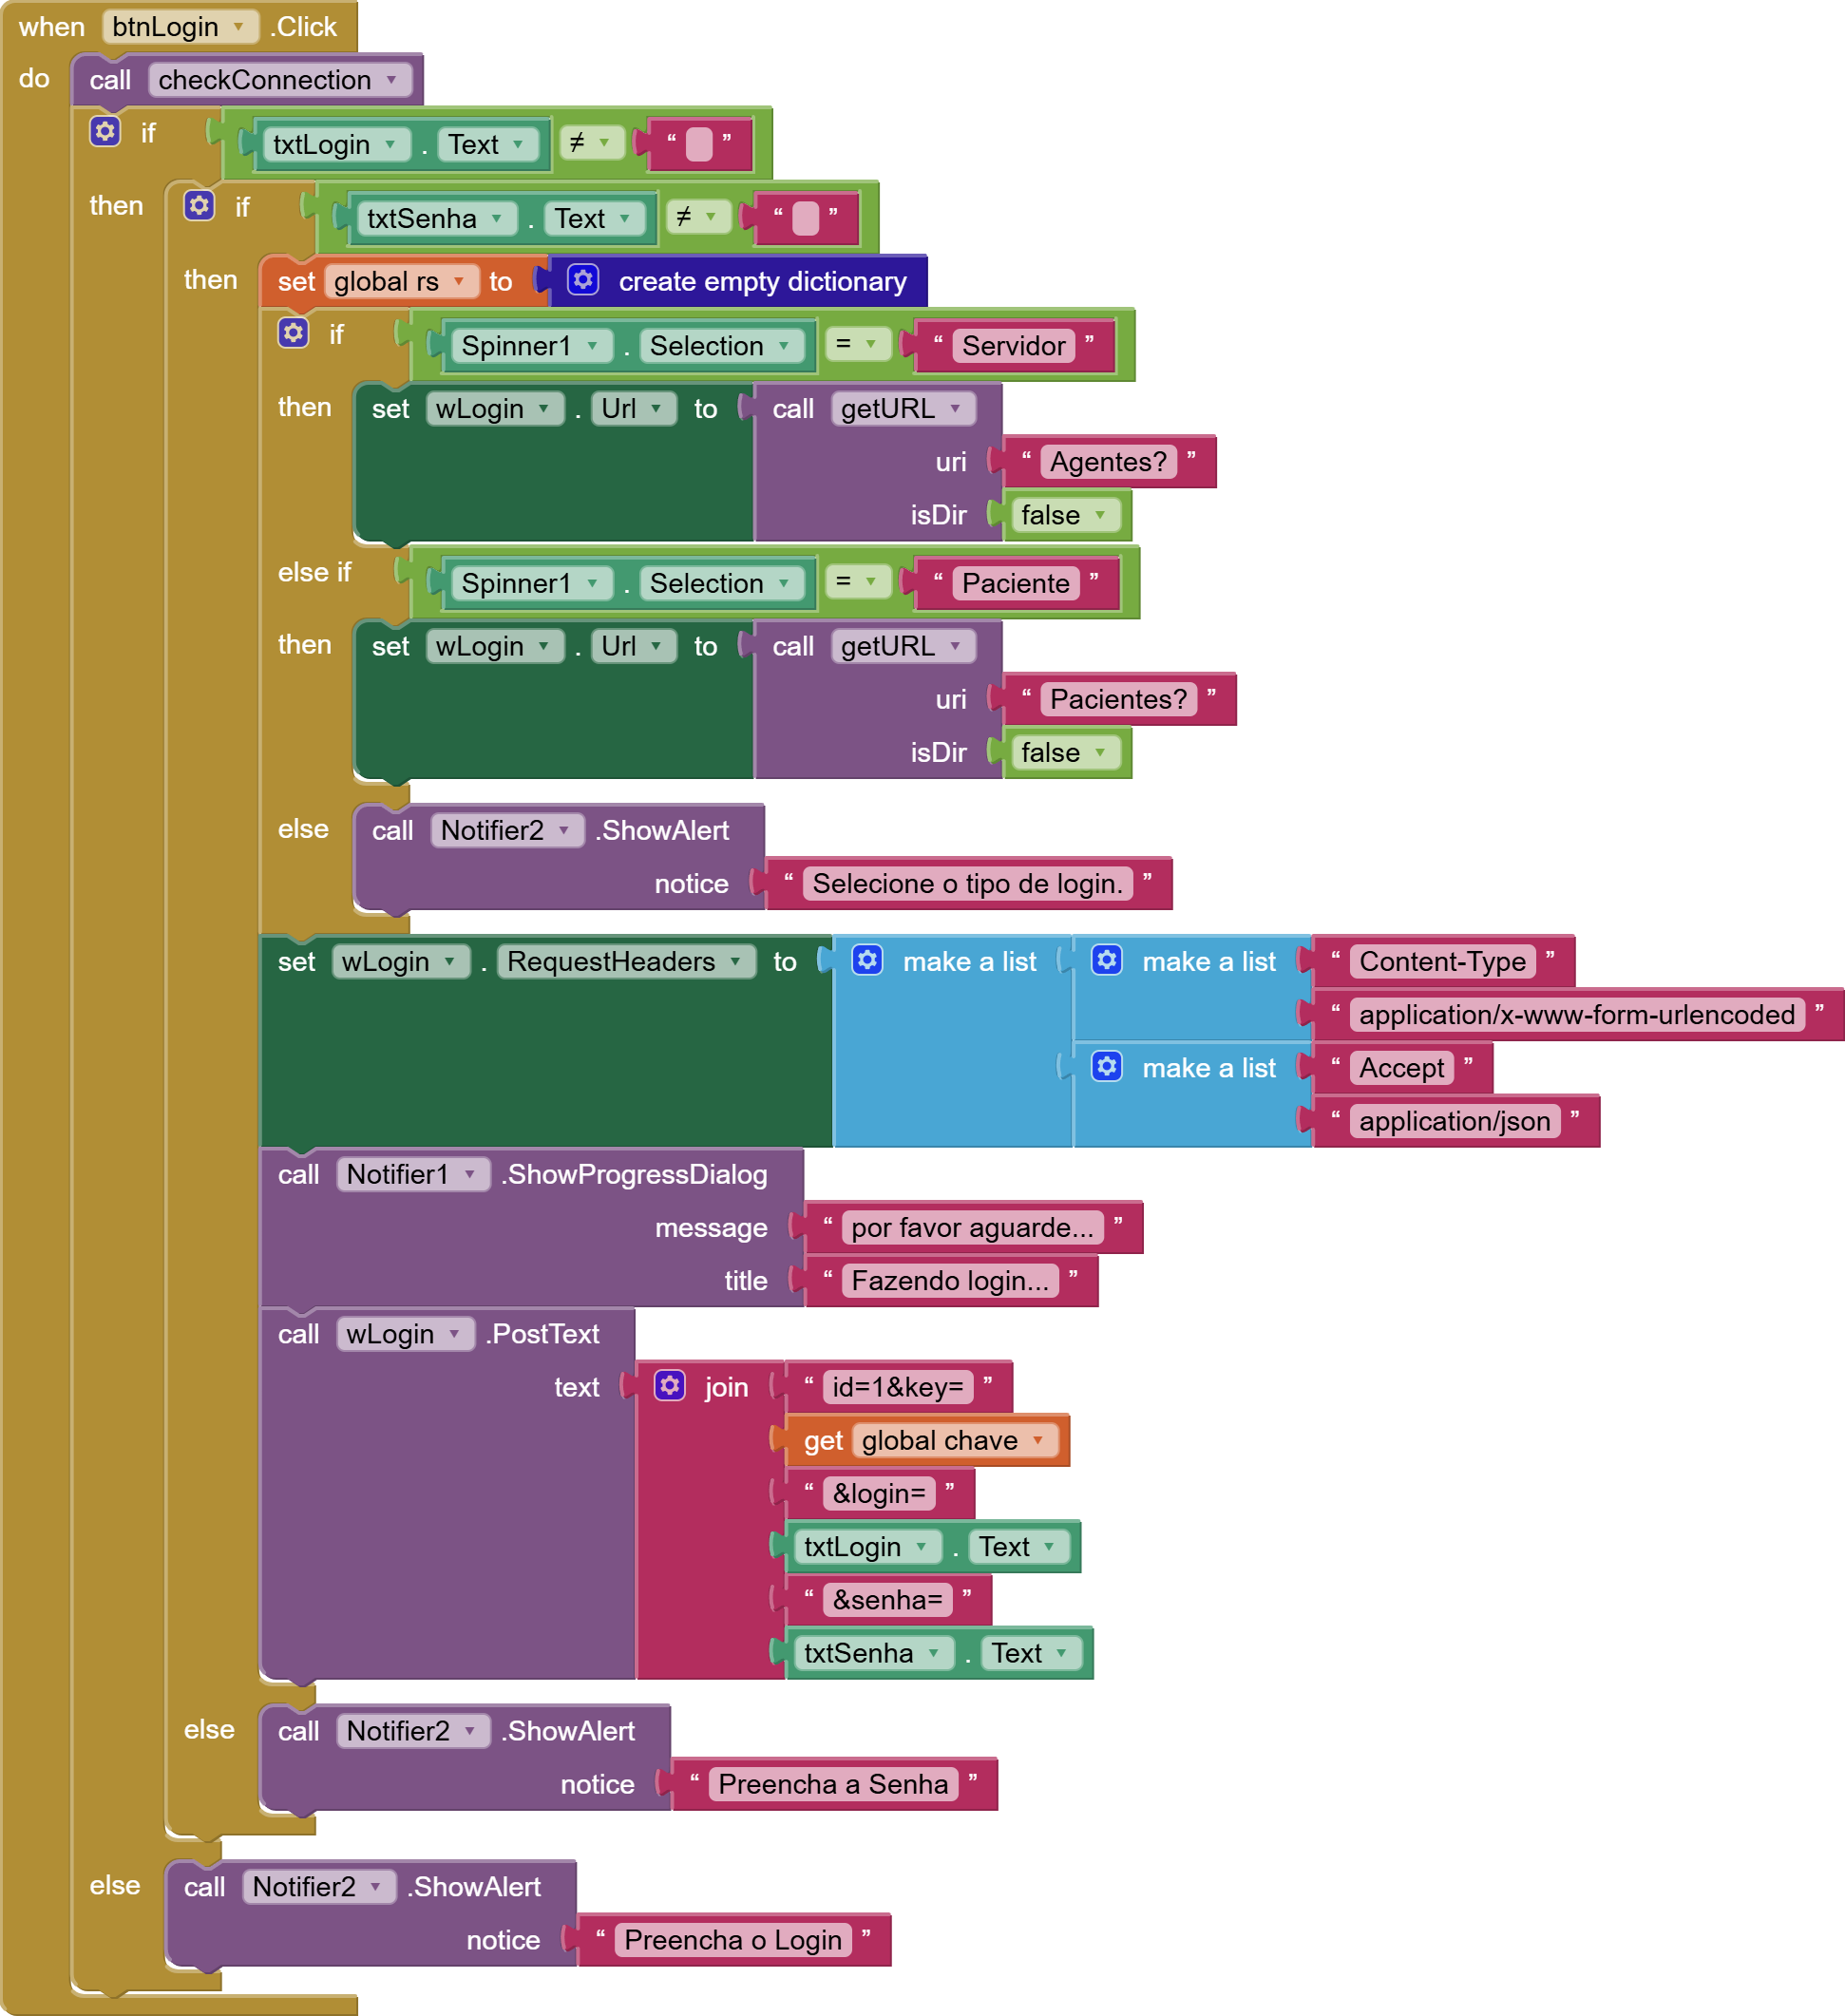 when btnLogin .Click
do call checkConnection
if txtLogin . Text ≠ “ ”
then if txtSenha . Text ≠ “ ”
then set global rs to create empty dictionary
if Spinner1 . Selection = “ Servidor ”
then set wLogin . Url to call getURL
uri “ Agentes? ”
isDir false
else if Spinner1 . Selection = “ Paciente ”
then set wLogin . Url to call getURL
uri “ Pacientes? ”
isDir false
else call Notifier2 .ShowAlert
notice “ Selecione o tipo de login. ”
set wLogin . RequestHeaders to make a list make a list “ Content-Type ”
“ application/x-www-form-urlencoded ”
make a list “ Accept ”
“ application/json ”
call Notifier1 .ShowProgressDialog
message “ por favor aguarde... ”
title “ Fazendo login... ”
call wLogin .PostText
text join “ id=1&key= ”
get global chave
“ &login= ”
txtLogin . Text
“ &senha= ”
txtSenha . Text
else call Notifier2 .ShowAlert
notice “ Preencha a Senha ”
else call Notifier2 .ShowAlert
notice “ Preencha o Login ”